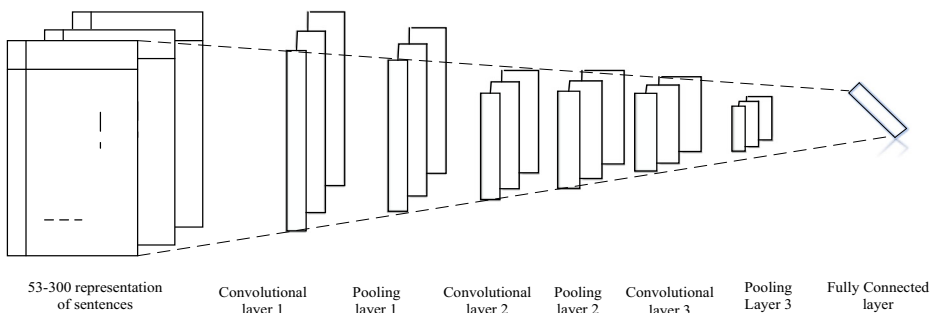 53-300 representation
of sentences
Convolutional
layer 1
Pooling
layer 1
Convolutional
layer 2
Pooling
layer 2
Convolutional
layer 3
Pooling
Layer 3
Fully Connected
layer